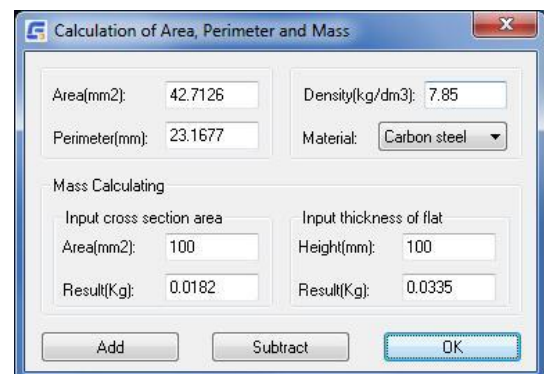 Calculation of Area, Perimeter and Mass
Area(mm2): 42.7126
Density(kg/dm3): 7.85
Perimeter(mm): 23.1677
Material: Carbon steel
Mass Calculating
Input cross section area
Input thickness of flat
Area(mm2): 100
Height(mm): 100
Result(Kg): 0.0182
Result(Kg): 0.0335
Add
Subtract
OK